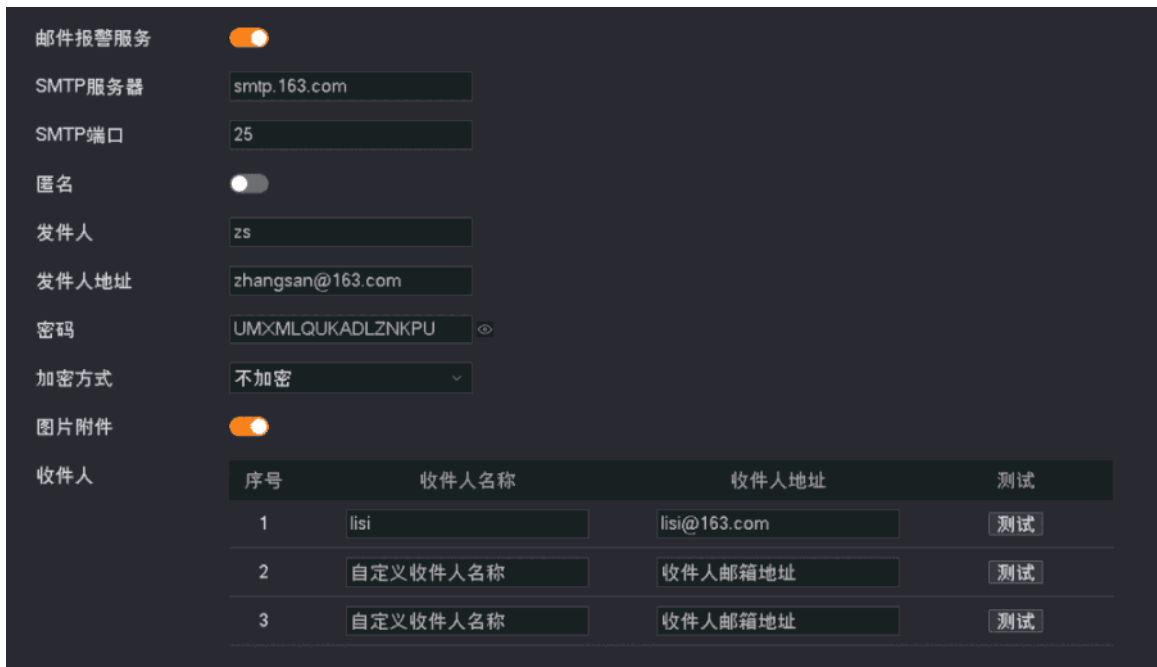 邮件报警服务
SMTP服务器 smtp.163.com
SMTP端口 25
匿名
发件人 zs
发件人地址 zhangsan@163.com
密码 UMXMLQUKADLZNKPU
加密方式 不加密
图片附件
收件人 序号 收件人名称 收件人地址 测试
1 lisi lisi@163.com 测试
2 自定义收件人名称 收件人邮箱地址 测试
3 自定义收件人名称 收件人邮箱地址 测试